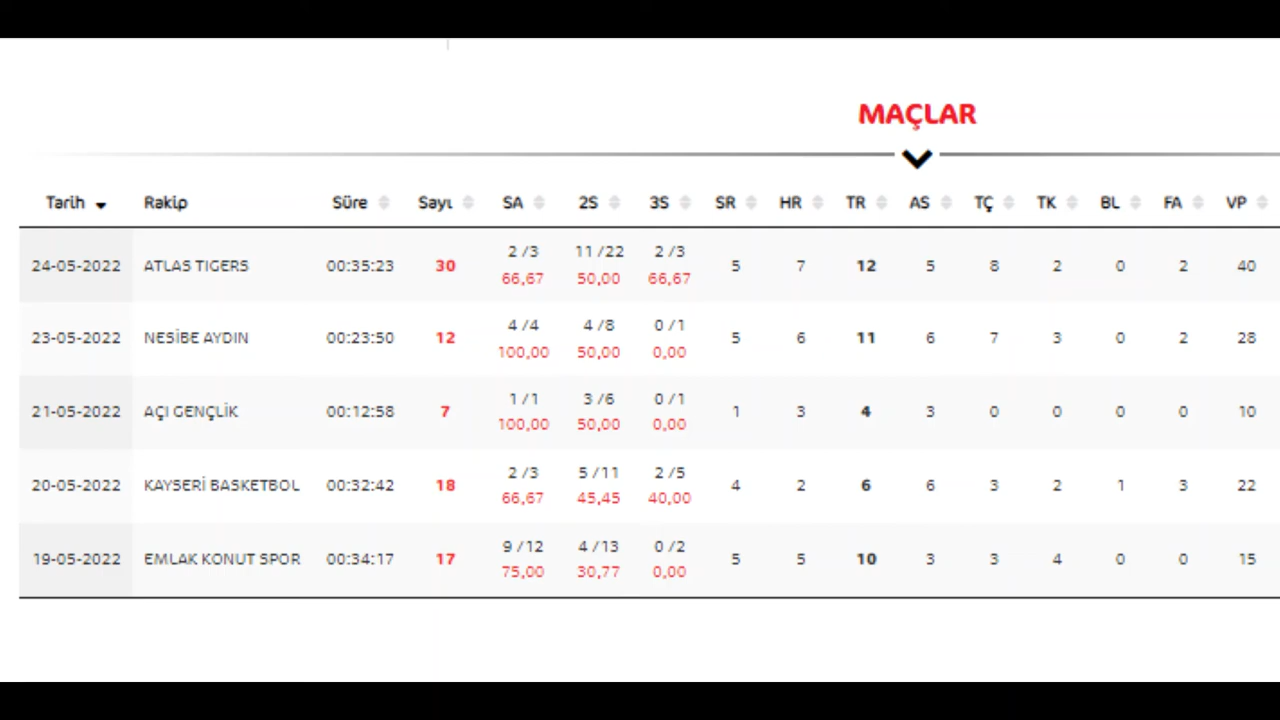 MAÇLAR
Tarih Rakip Süre Sayı SA 2S 3S SR HR TR AS TÇ TK BL FA VP
24-05-2022 ATLAS TIGERS 00:35:23 30 2 /3 11 /22 2 /3 5 7 12 5 8 2 0 2 40
66,67 50,00 66,67
23-05-2022 NESİBE AYDIN 00:23:50 12 4 /4 4 /8 0 /1 5 6 11 6 7 3 0 2 28
100,00 50,00 0,00
21-05-2022 AÇI GENÇLİK 00:12:58 7 1 /1 3 /6 0 /1 1 3 4 3 0 0 0 0 10
100,00 50,00 0,00
20-05-2022 KAYSERİ BASKETBOL 00:32:42 18 2 /3 5 /11 2 /5 4 2 6 6 3 2 1 3 22
66,67 45,45 40,00
19-05-2022 EMLAK KONUT SPOR 00:34:17 17 9 /12 4 /13 0 /2 5 5 10 3 3 4 0 0 15
75,00 30,77 0,00